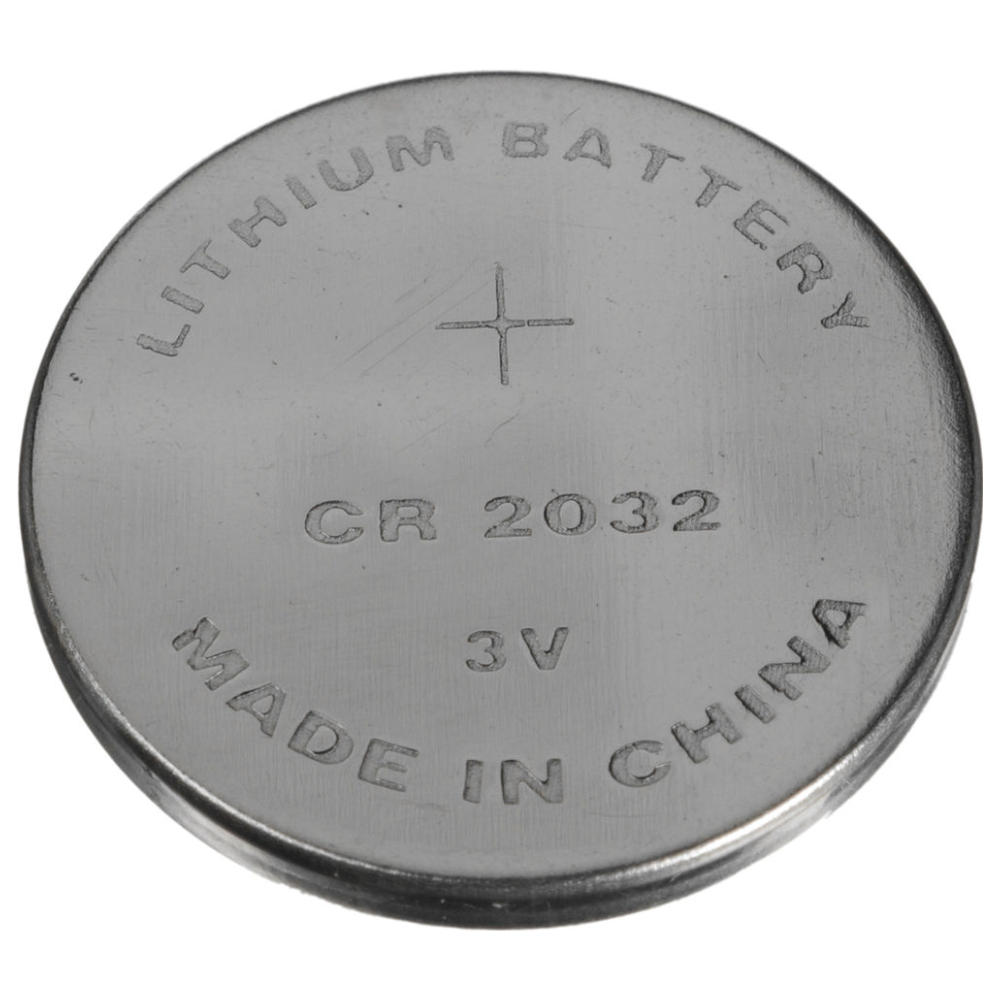 LITHIUM BATTERY
+
CR 2032
3V
MADE IN CHINA